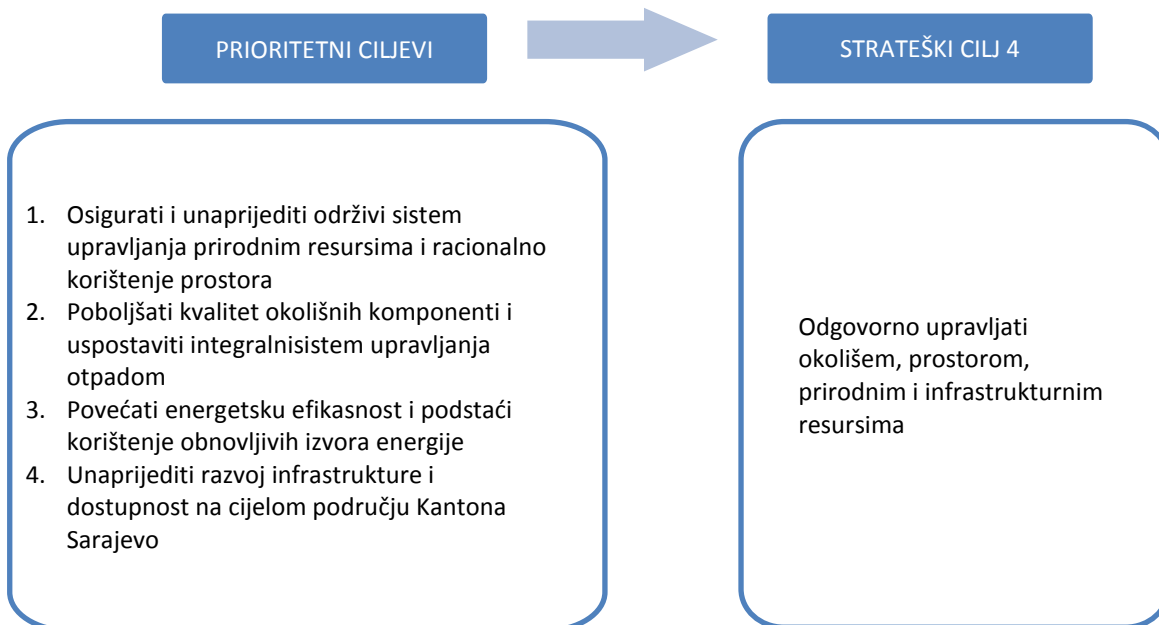 PRIORITETNI CILJEVI
STRATEŠKI CILJ 4
1. Osigurati i unaprijediti održivi sistem
upravljanja prirodnim resursima i racionalno
korištenje prostora
2. Poboljšati kvalitet okolišnih komponenti i
uspostaviti integralnisistem upravljanja
otpadom
3. Povećati energetsku efikasnost i podstaći
korištenje obnovljivih izvora energije
4. Unaprijediti razvoj infrastrukture i
dostupnost na cijelom području Kantona
Sarajevo
Odgovorno upravljati
okolišem, prostorom,
prirodnim i infrastrukturnim
resursima